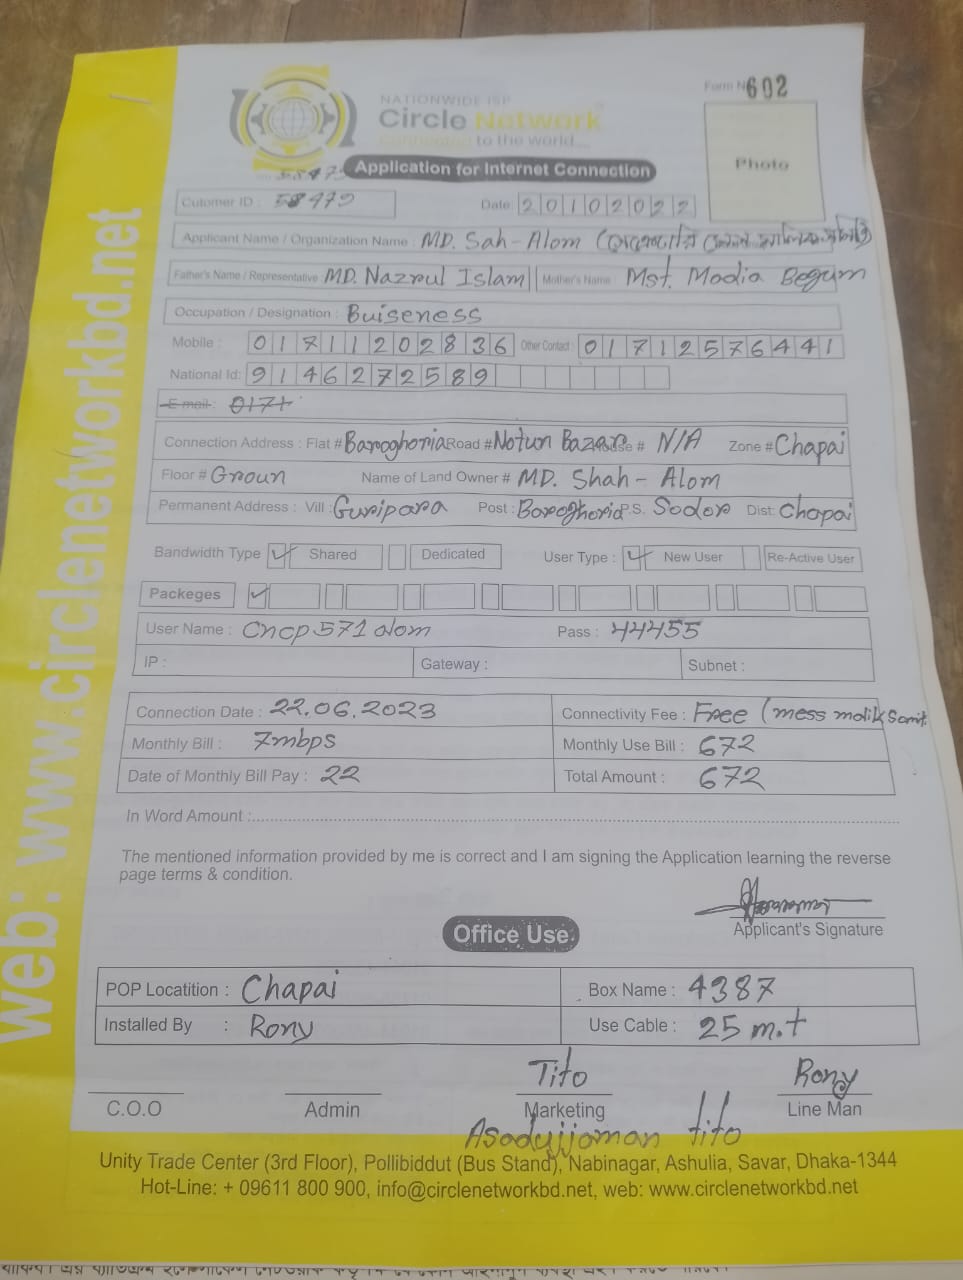 web: www.circlenetworkbd.net
Form N 602
NATIONWIDE ISP
Circle Network
Connected to the world...
Photo
Application for Internet Connection
Cutomer ID : 58479
Date: 20102022
Applicant Name / Organization Name : MD. Sah-Alom (
Father's Name / Representative MD. Nazrul Islam Mother's Name : Mst. Modia Begum
Occupation / Designation : Buiseness
Mobile : 01711202836 Other Contact : 01712576441
National Id: 9146272589
E-mail : 0171
Connection Address : Flat # Baroghoria Road # Notun Bazar House # N/A Zone # Chapai
Floor # Groun Name of Land Owner # MD. Shah-Alom
Permanent Address : Vill : Guripara Post : Baroghoria P.S. Sodor Dist: Chapai
Bandwidth Type ✓ Shared Dedicated User Type : ✓ New User Re-Active User
Packeges ✓
User Name : Cncp571alom Pass : 44455
IP : Gateway : Subnet :
Connection Date : 22.06.2023 Connectivity Fee : Free (mess malik Somit
Monthly Bill : 7mbps Monthly Use Bill : 672
Date of Monthly Bill Pay : 22 Total Amount : 672
In Word Amount :
The mentioned information provided by me is correct and I am signing the Application learning the reverse
page terms & condition.
Applicant's Signature
Office Use
POP Locatition : Chapai Box Name : 4387
Installed By : Rony Use Cable : 25 m.t
Tito Rony
C.O.O Admin Marketing Line Man
Asadujjoman tito
Unity Trade Center (3rd Floor), Pollibiddut (Bus Stand), Nabinagar, Ashulia, Savar, Dhaka-1344
Hot-Line: + 09611 800 900, info@circlenetworkbd.net, web: www.circlenetworkbd.net